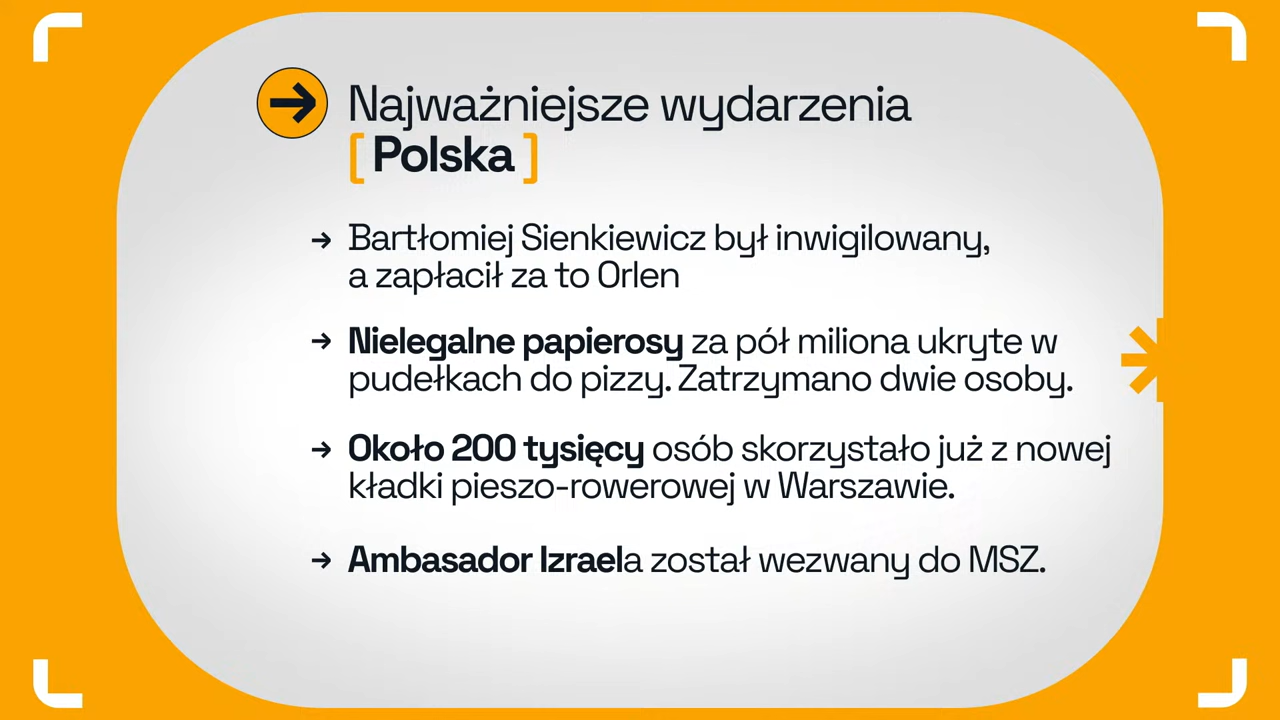 Najważniejsze wydarzenia
[ Polska ]
Bartłomiej Sienkiewicz był inwigilowany,
a zapłacił za to Orlen
Nielegalne papierosy za pół miliona ukryte w
pudełkach do pizzy. Zatrzymano dwie osoby.
Około 200 tysięcy osób skorzystało już z nowej
kładki pieszo-rowerowej w Warszawie.
Ambasador Izraela został wezwany do MSZ.